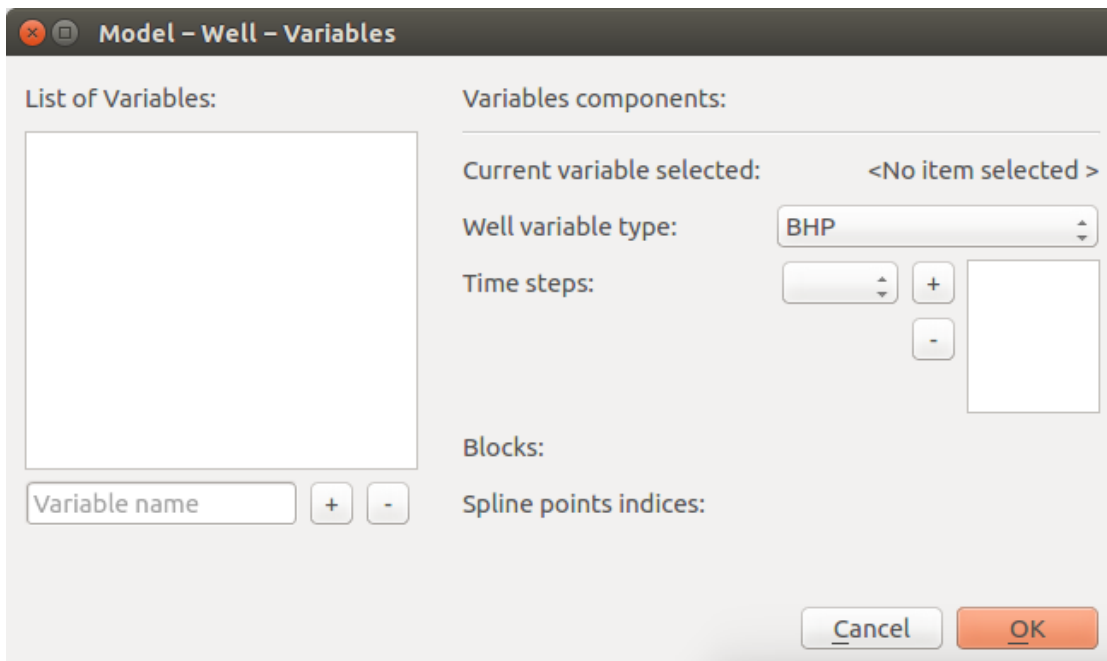 Model – Well – Variables
List of Variables:
Variable name
+
-
Variables components:
Current variable selected: <No item selected >
Well variable type: BHP
Time steps:
+
-
Blocks:
Spline points indices:
Cancel
OK